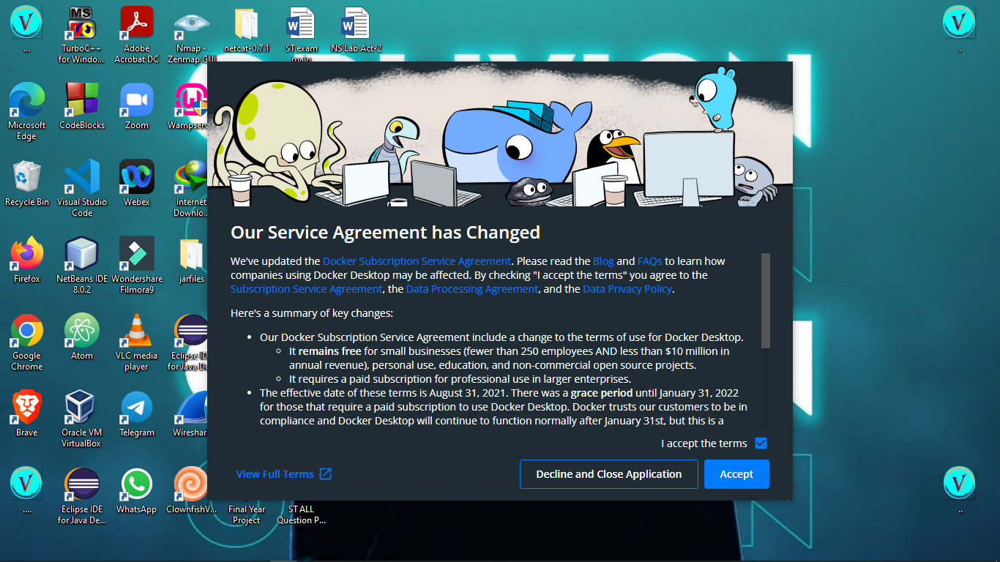 ...
TurboC++
for Windo...
Adobe
Acrobat DC
Nmap -
Zenmap GUI
netcat-0.7.1
ST exam
main
NS Lab Act-2
.
Microsoft
Edge
CodeBlocks
Zoom
Wampserv
Recycle Bin
Visual Studio
Code
Webex
Internet
Downlo...
Firefox
NetBeans IDE
8.0.2
Wondershare
Filmora9
jarfiles
Google
Chrome
Atom
VLC media
player
Eclipse ID
for Java De
Brave
Oracle VM
VirtualBox
Telegram
Wireshar
....
Eclipse IDE
for Java De...
WhatsApp
ClownfishV...
Final Year
Project
ST ALL
Question P...
..
Our Service Agreement has Changed
We've updated the Docker Subscription Service Agreement. Please read the Blog and FAQs to learn how
companies using Docker Desktop may be affected. By checking "I accept the terms" you agree to the
Subscription Service Agreement, the Data Processing Agreement, and the Data Privacy Policy.
Here's a summary of key changes:
• Our Docker Subscription Service Agreement include a change to the terms of use for Docker Desktop.
◦ It remains free for small businesses (fewer than 250 employees AND less than $10 million in
annual revenue), personal use, education, and non-commercial open source projects.
◦ It requires a paid subscription for professional use in larger enterprises.
• The effective date of these terms is August 31, 2021. There was a grace period until January 31, 2022
for those that require a paid subscription to use Docker Desktop. Docker trusts our customers to be in
compliance and Docker Desktop will continue to function normally after January 31st, but this is a
I accept the terms
View Full Terms
Decline and Close Application
Accept